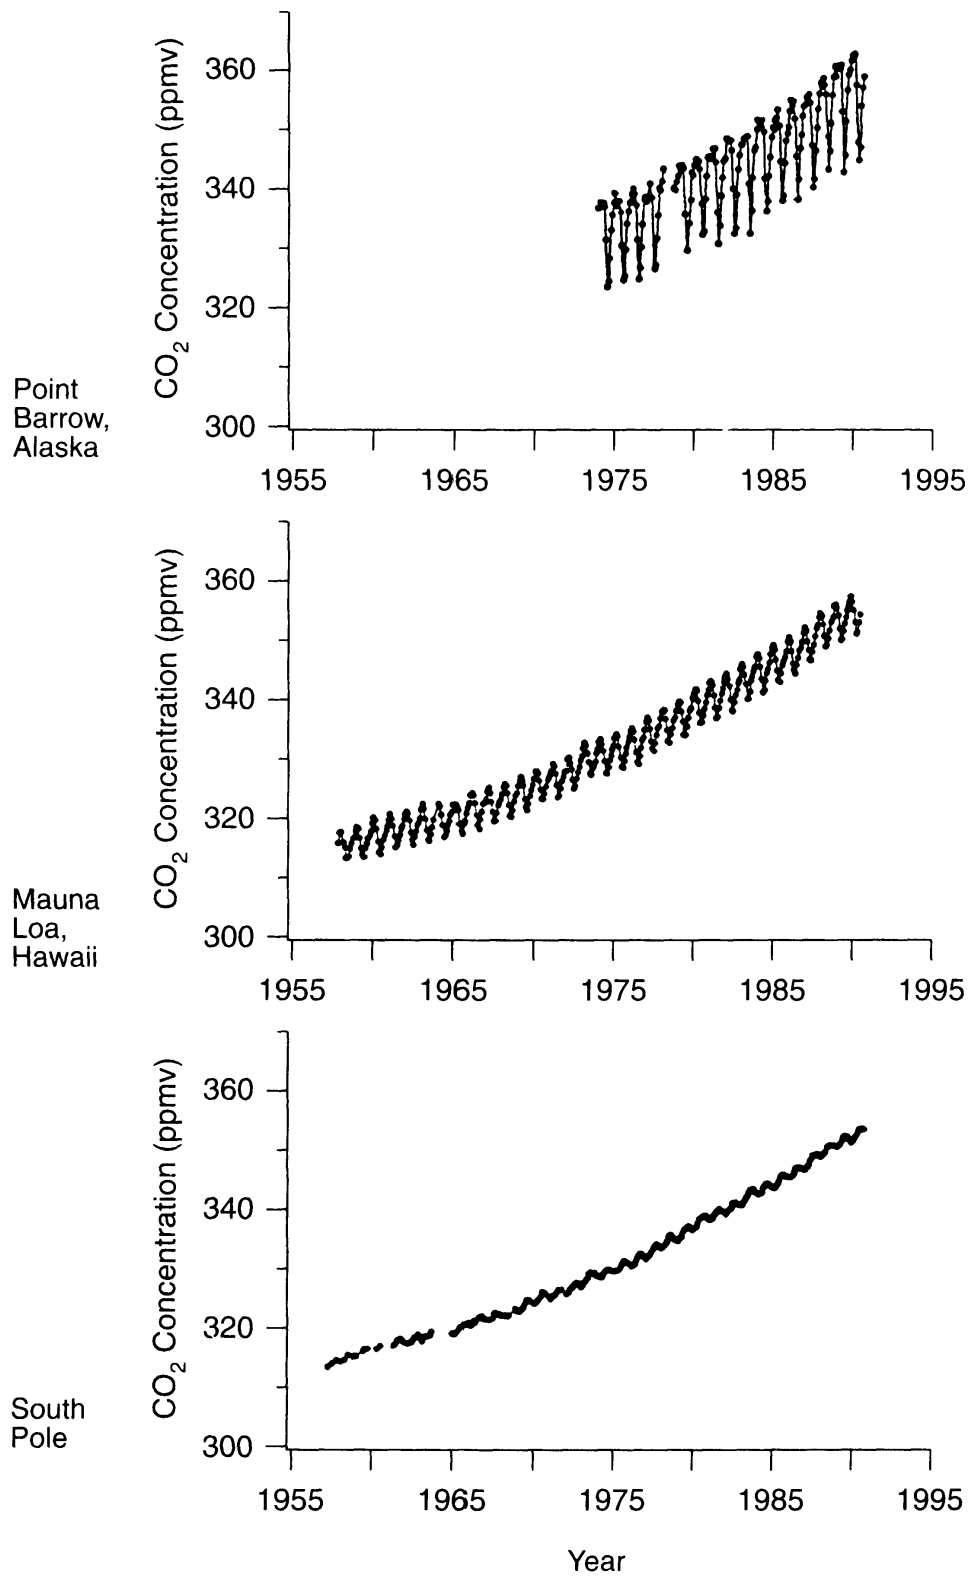 CO2 Concentration (ppmv)
360
340
320
300
Point
Barrow,
Alaska
1955 1965 1975 1985 1995
CO2 Concentration (ppmv)
360
340
320
300
Mauna
Loa,
Hawaii
1955 1965 1975 1985 1995
CO2 Concentration (ppmv)
360
340
320
300
South
Pole
1955 1965 1975 1985 1995
Year